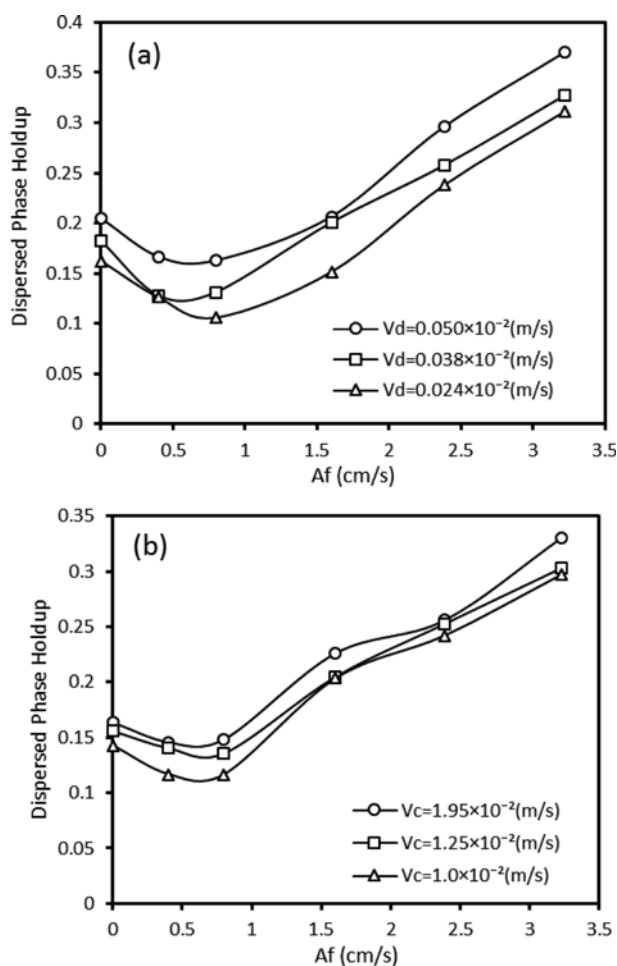 (a)
Dispersed Phase Holdup
0.4
0.35
0.3
0.25
0.2
0.15
0.1
0.05
0
Vd=0.050×10⁻²(m/s)
Vd=0.038×10⁻²(m/s)
Vd=0.024×10⁻²(m/s)
0 0.5 1 1.5 2 2.5 3 3.5
Af (cm/s)
(b)
Dispersed Phase Holdup
0.35
0.3
0.25
0.2
0.15
0.1
0.05
0
Vc=1.95×10⁻²(m/s)
Vc=1.25×10⁻²(m/s)
Vc=1.0×10⁻²(m/s)
0 0.5 1 1.5 2 2.5 3 3.5
Af (cm/s)